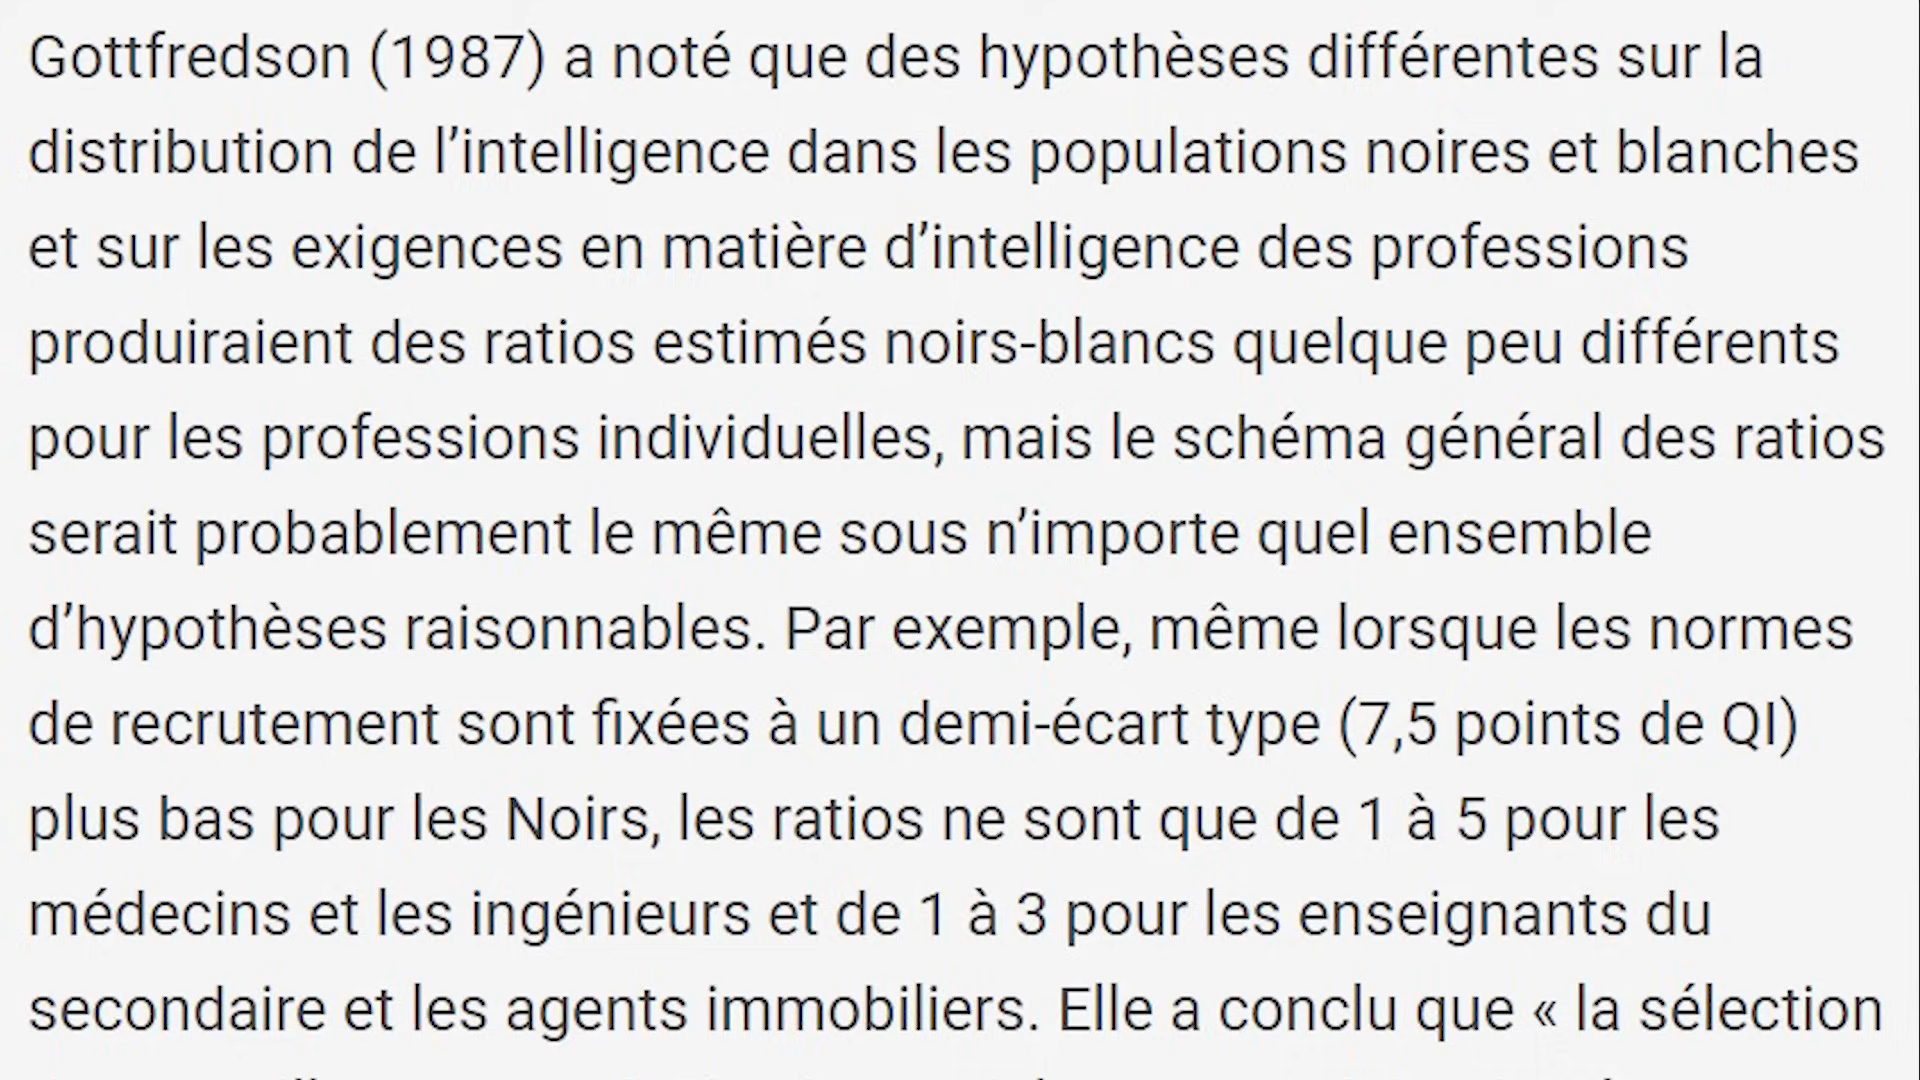 Gottfredson (1987) a noté que des hypothèses différentes sur la
distribution de l’intelligence dans les populations noires et blanches
et sur les exigences en matière d’intelligence des professions
produiraient des ratios estimés noirs-blancs quelque peu différents
pour les professions individuelles, mais le schéma général des ratios
serait probablement le même sous n’importe quel ensemble
d’hypothèses raisonnables. Par exemple, même lorsque les normes
de recrutement sont fixées à un demi-écart type (7,5 points de QI)
plus bas pour les Noirs, les ratios ne sont que de 1 à 5 pour les
médecins et les ingénieurs et de 1 à 3 pour les enseignants du
secondaire et les agents immobiliers. Elle a conclu que « la sélection